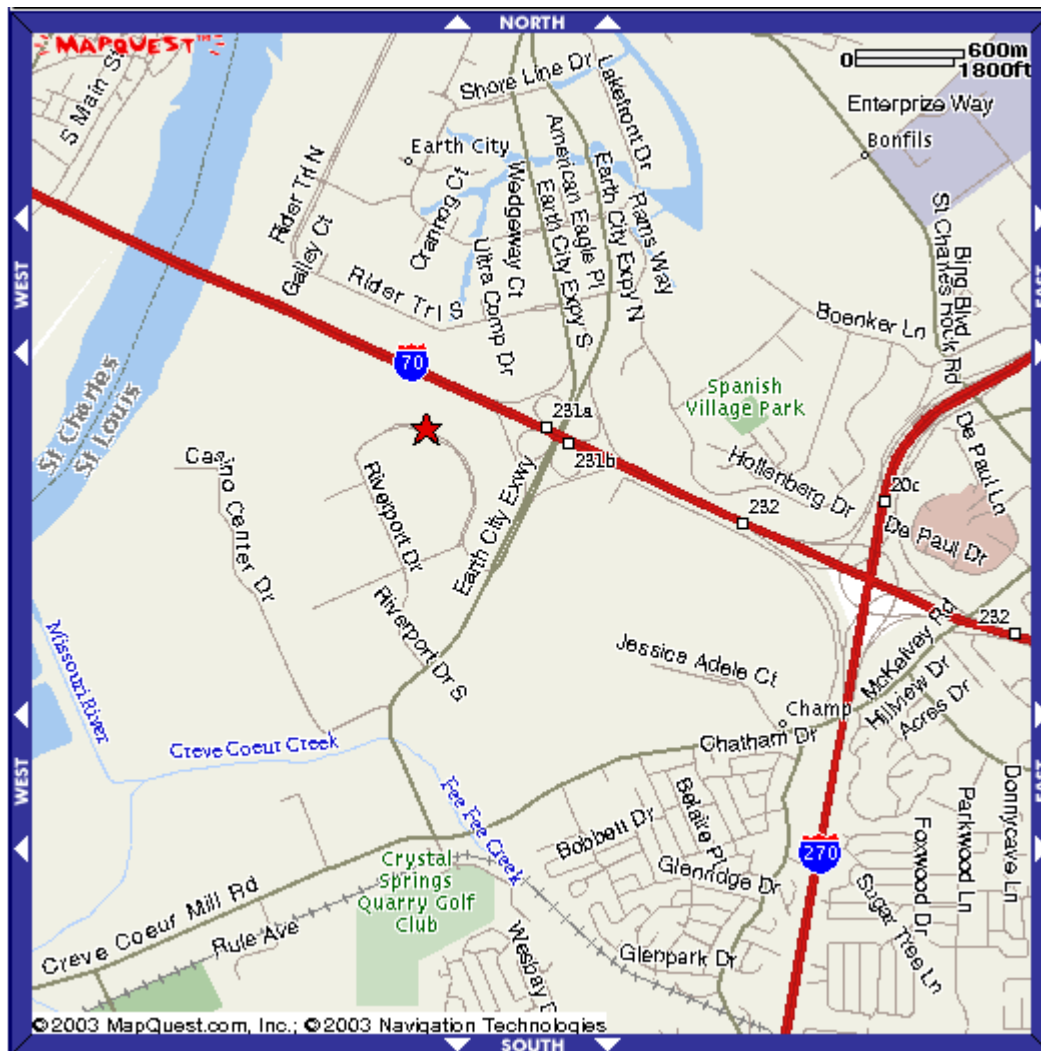 NORTH
MAPQUEST™
600m
0
1800ft
S Main St
Shore Line Dr
Lakefront Dr
Enterprize Way
Bonfils
Earth City
Rider Trl N
Crannog Ct
Wedgeway Ct
American Eagle Pl
Earth City Expy S
Earth City Expy N
Rams Way
St Charles Rock Rd
Bing Blvd
WEST
EAST
Galley Ct
Rider Trl S
Ultra Comp Dr
Boenker Ln
70
Spanish
Village Park
St Charles
St Louis
231a
231b
Casino Center Dr
Riverport Dr
Earth City Exwy
Hollenberg Dr
De Paul Ln
20c
232
De Paul Dr
Riverport Dr S
McKelvey Rd
232
Missouri River
Jessica Adele Ct
Hillview Dr
Acres Dr
Champ
Creve Coeur Creek
Chatham Dr
WEST
EAST
Fee Fee Creek
Bobbett Dr
Belaire Pl
Glenridge Dr
270
Foxwood Dr
Parkwood Ln
Donnycave Ln
Crystal
Springs
Quarry Golf
Club
Creve Coeur Mill Rd
Rule Ave
Sugar Tree Ln
Glenpark Dr
Wesbay D
©2003 MapQuest.com, Inc.; ©2003 Navigation Technologies
SOUTH